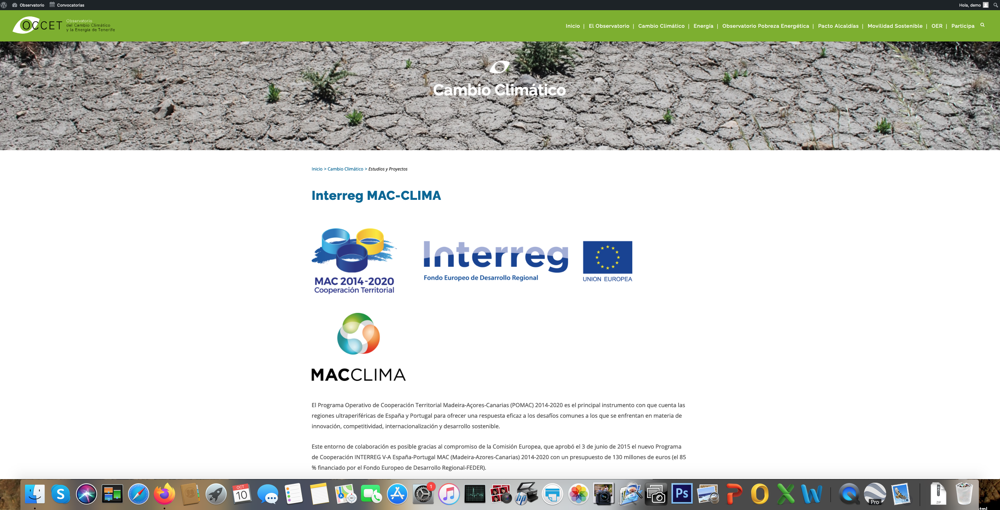 Observatorio
Convocatorias
Hola, demo
OCCET
Observatorio
del Cambio Climático
y la Energía de Tenerife
Inicio | El Observatorio | Cambio Climático | Energía | Observatorio Pobreza Energética | Pacto Alcaldías | Movilidad Sostenible | OER | Participa
Cambio Climático
Inicio > Cambio Climático > Estudios y Proyectos
Interreg MAC-CLIMA
MAC 2014-2020
Cooperación Territorial
Interreg
Fondo Europeo de Desarrollo Regional
UNION EUROPEA
MACCLIMA
El Programa Operativo de Cooperación Territorial Madeira-Açores-Canarias (POMAC) 2014-2020 es el principal instrumento con que cuenta las
regiones ultraperiféricas de España y Portugal para ofrecer una respuesta eficaz a los desafíos comunes a los que se enfrentan en materia de
innovación, competitividad, internacionalización y desarrollo sostenible.
Este entorno de colaboración es posible gracias al compromiso de la Comisión Europea, que aprobó el 3 de junio de 2015 el nuevo Programa
de Cooperación INTERREG V-A España-Portugal MAC (Madeira-Azores-Canarias) 2014-2020 con un presupuesto de 130 millones de euros (el 85
% financiado por el Fondo Europeo de Desarrollo Regional-FEDER).
OCT
10
3D
1
hp
Ps
Pro
ZIP